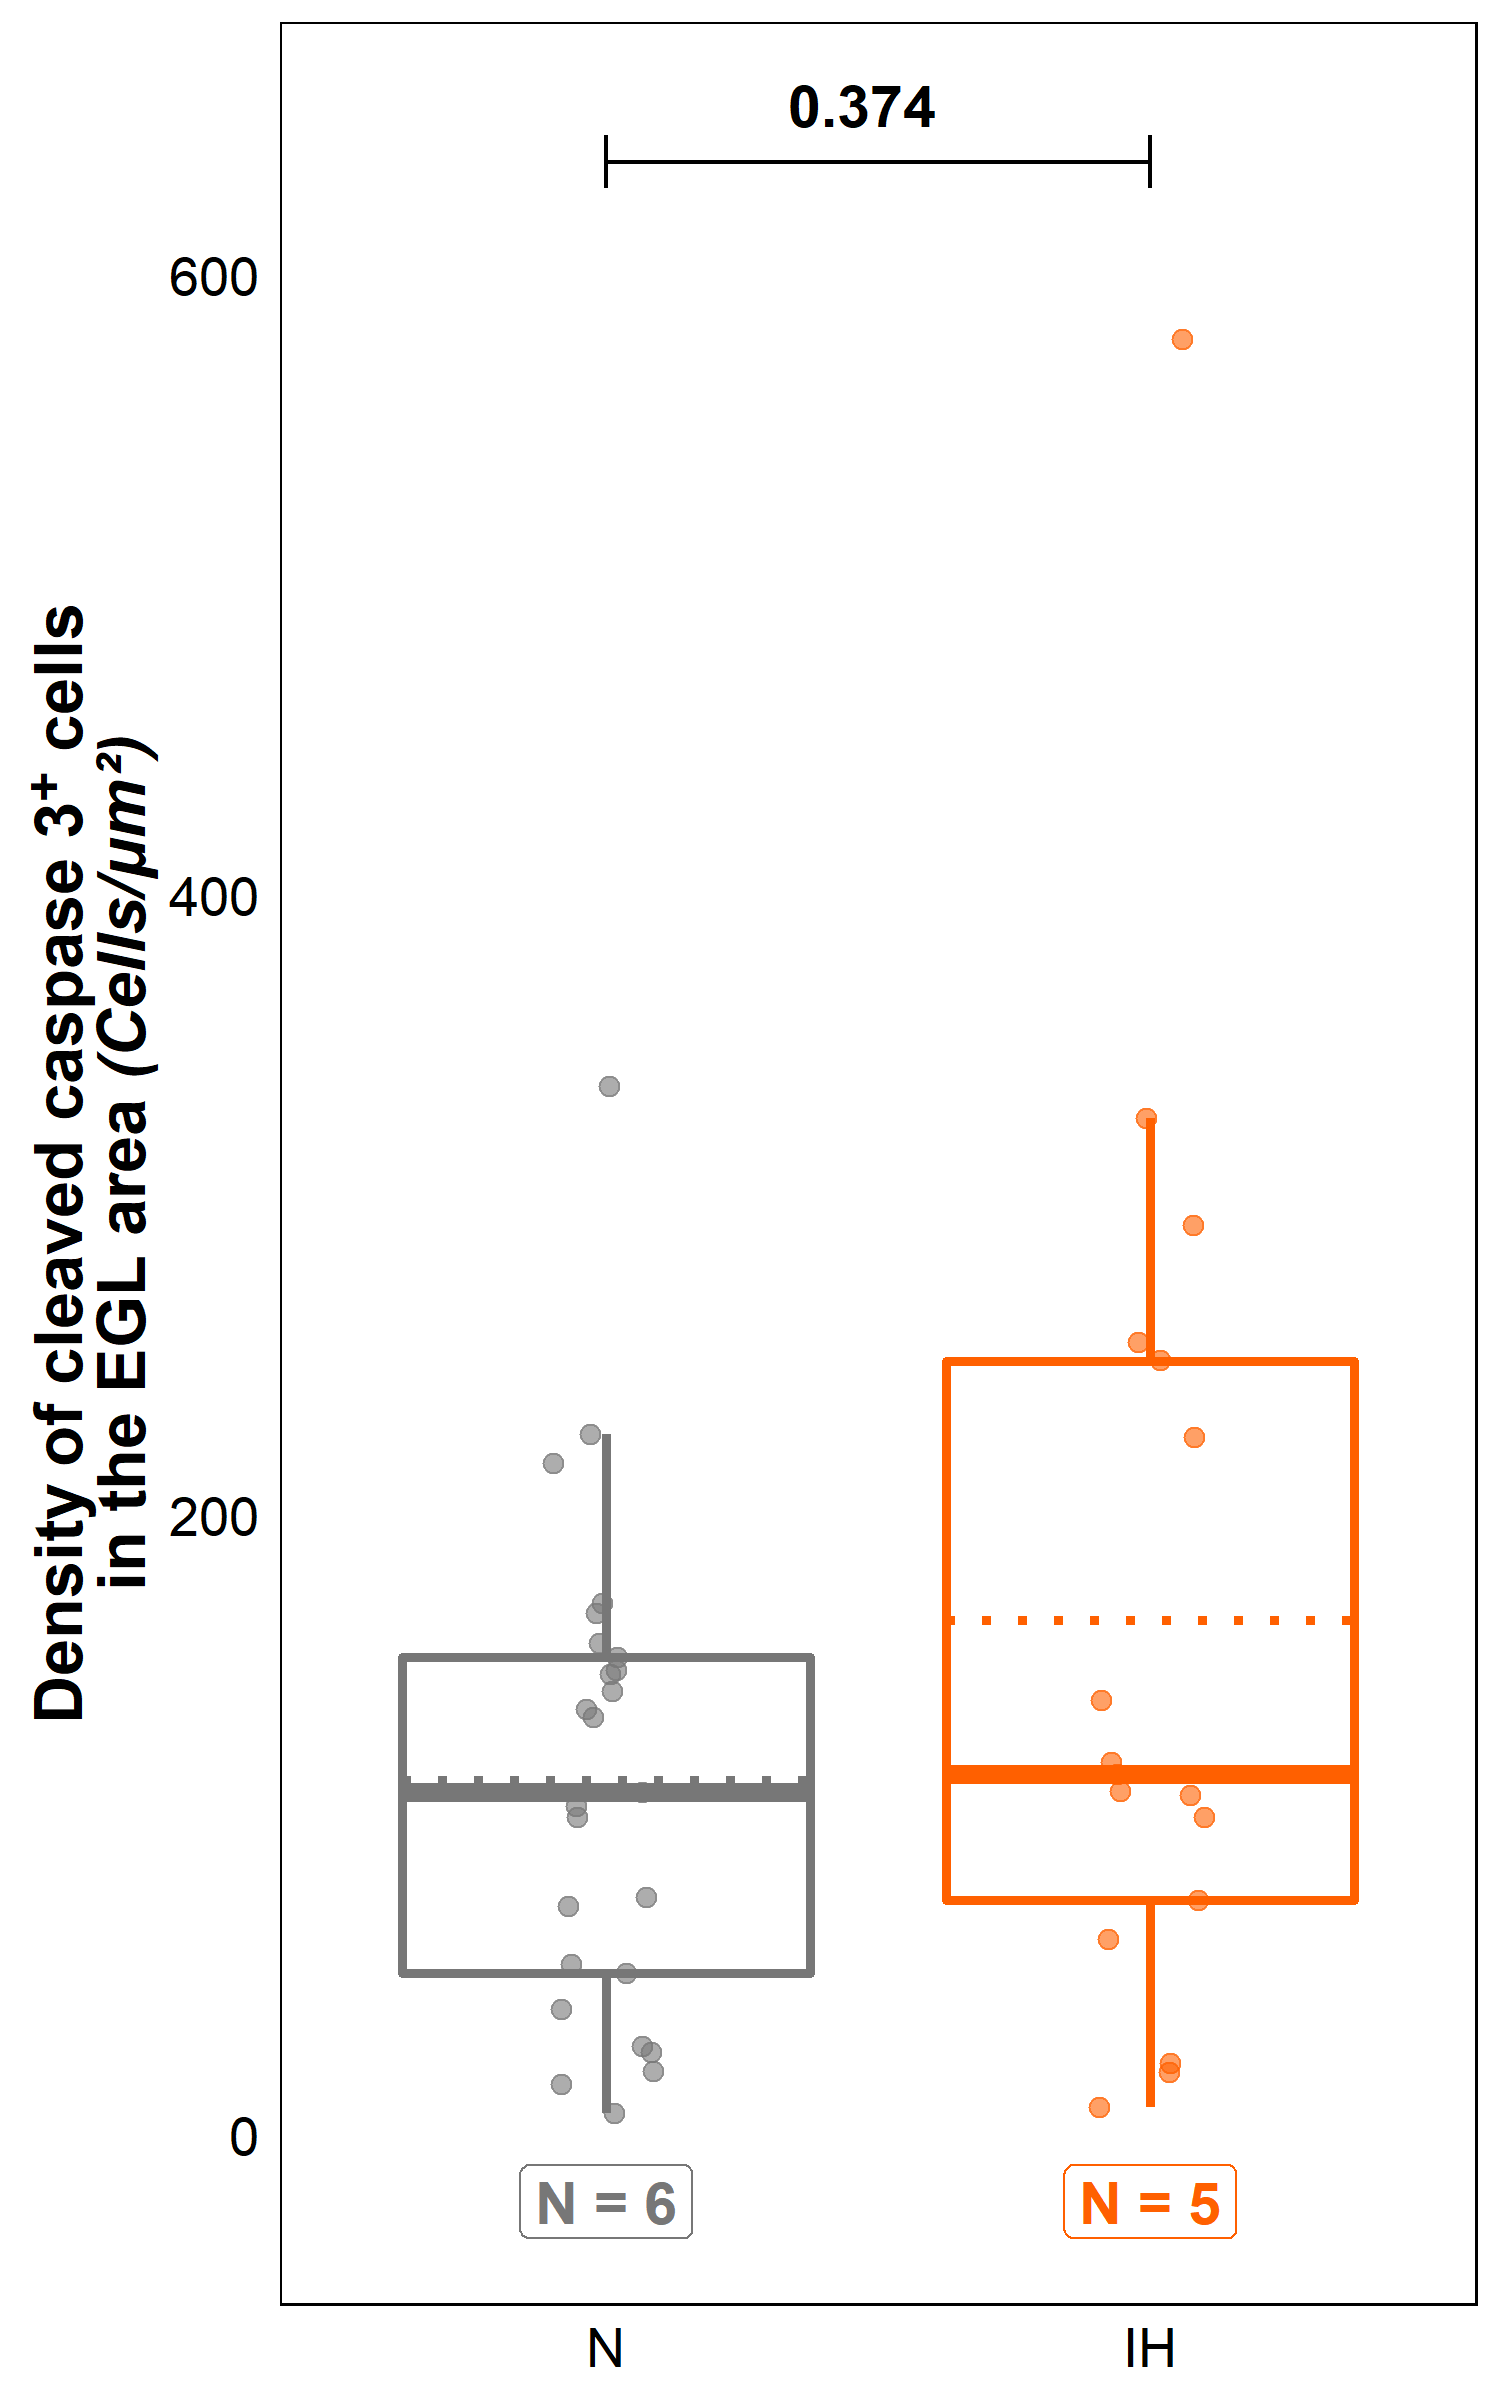 0.374
600
400
200
0
Density of cleaved caspase 3⁺ cells
in the EGL area (Cells/µm²)
N = 6
N = 5
N
IH